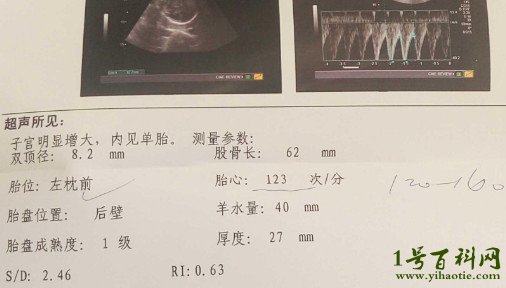 CINE REVIEW
CINE REVIEW
超声所见：
子宫明显增大，内见单胎。 测量参数：
双顶径： 8.2 mm 股骨长： 62 mm
胎位：左枕前 胎心： 123 次/分 120-160
胎盘位置： 后壁 羊水量： 40 mm
胎盘成熟度： 1 级 厚度： 27 mm
S/D: 2.46 RI: 0.63
1号百科网
www.yihaotie.com